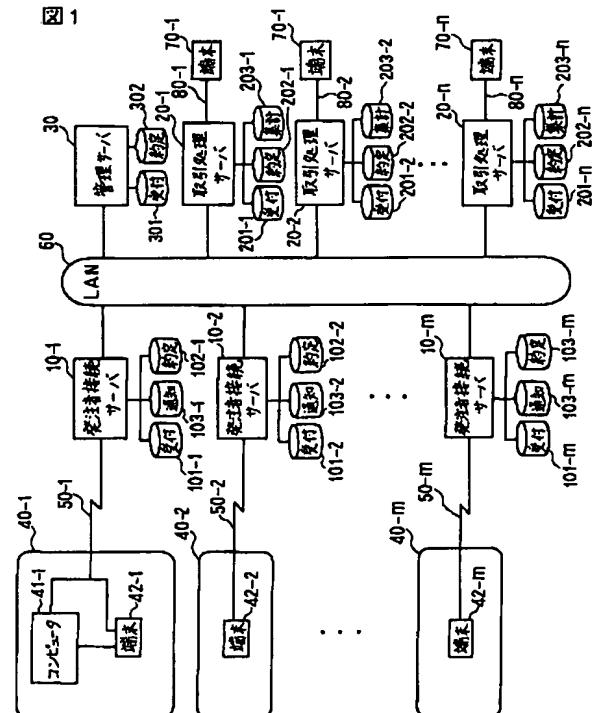 図1
40-1
41-1
コンピュータ
42-1
端末
50-1
10-1
発注者接続サーバ
受付
通知
約定
101-1
103-1
102-1
40-2
42-2
端末
50-2
10-2
発注者接続サーバ
受付
通知
約定
101-2
103-2
102-2
・・・
40-m
42-m
端末
50-m
10-m
発注者接続サーバ
受付
通知
約定
101-m
103-m
103-m
・・・
60
LAN
30
管理サーバ
受付
約定
301
302
20-1
取引処理サーバ
80-1
70-1
端末
受付
約定
集計
201-1
202-1
203-1
20-2
取引処理サーバ
80-2
70-1
端末
受付
約定
集計
201-2
202-2
203-2
・・・
20-n
取引処理サーバ
80-n
70-n
端末
受付
約定
集計
201-n
202-n
203-n